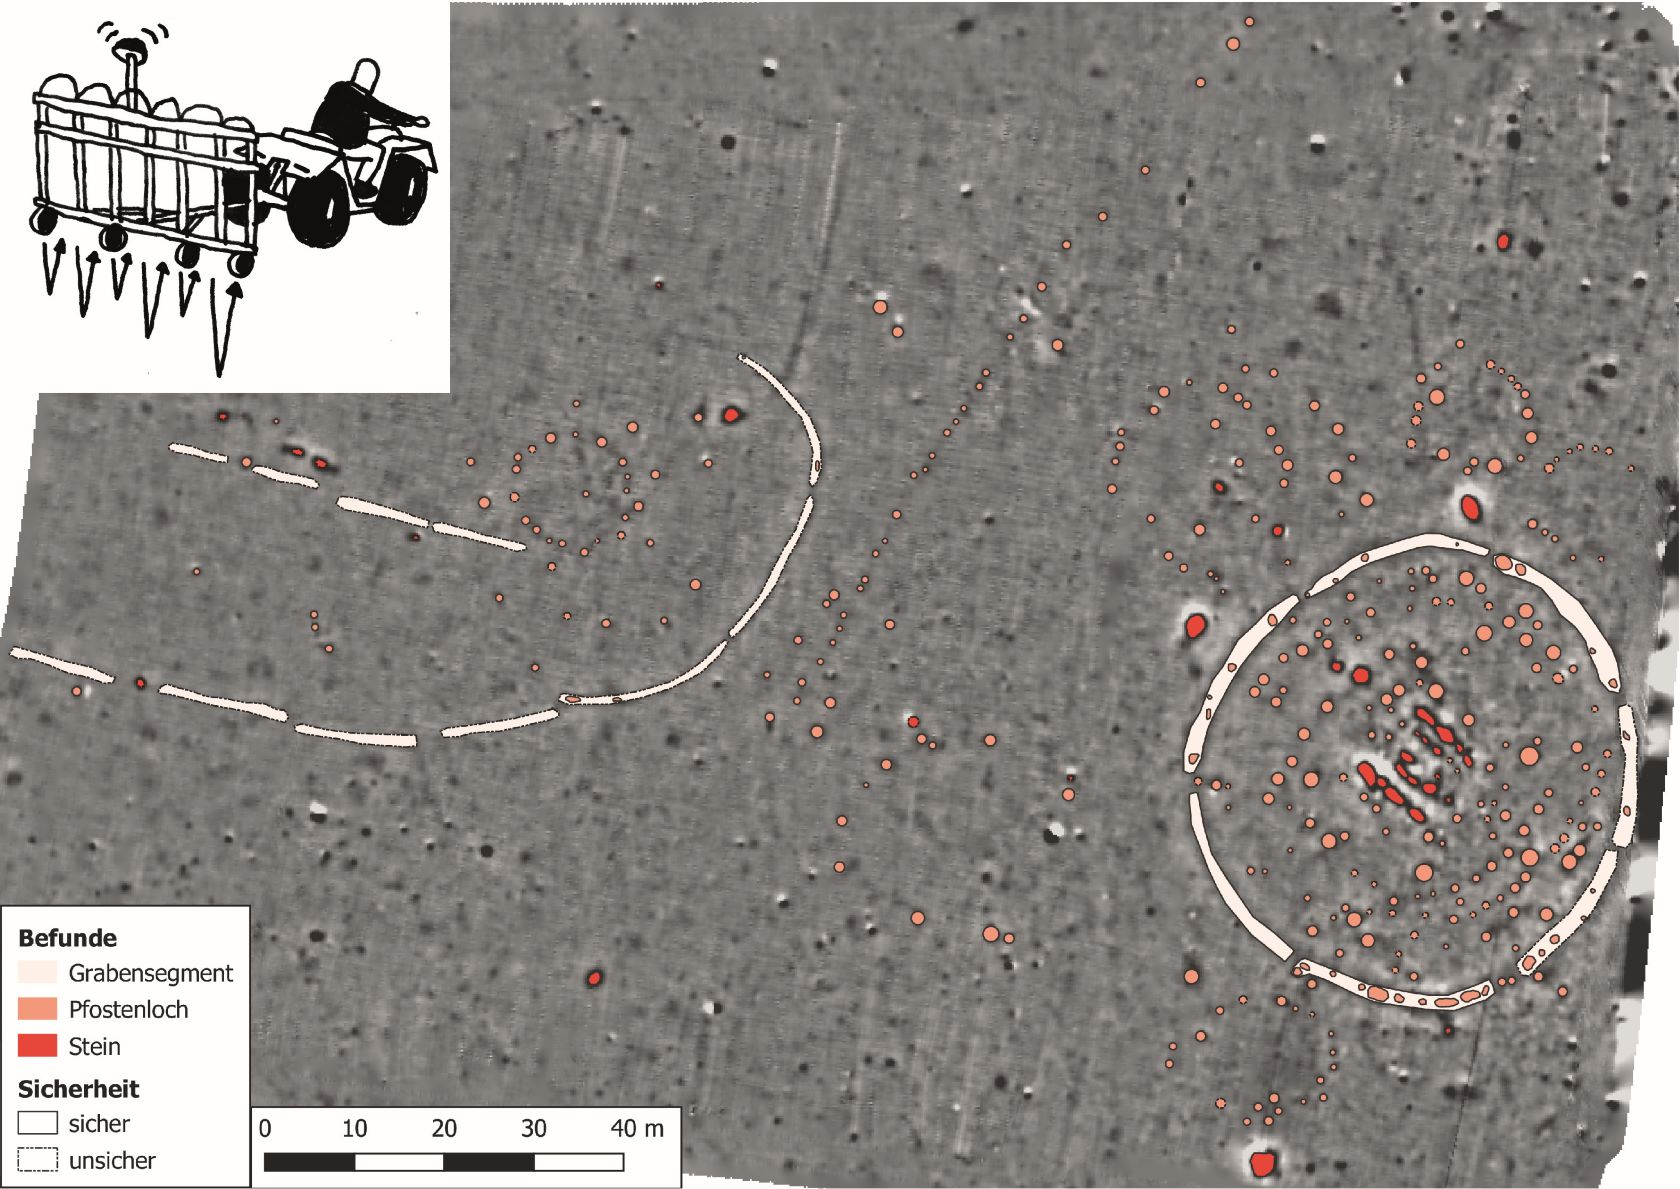 Befunde
Grabensegment
Pfostenloch
Stein
Sicherheit
sicher
unsicher
0 10 20 30 40 m